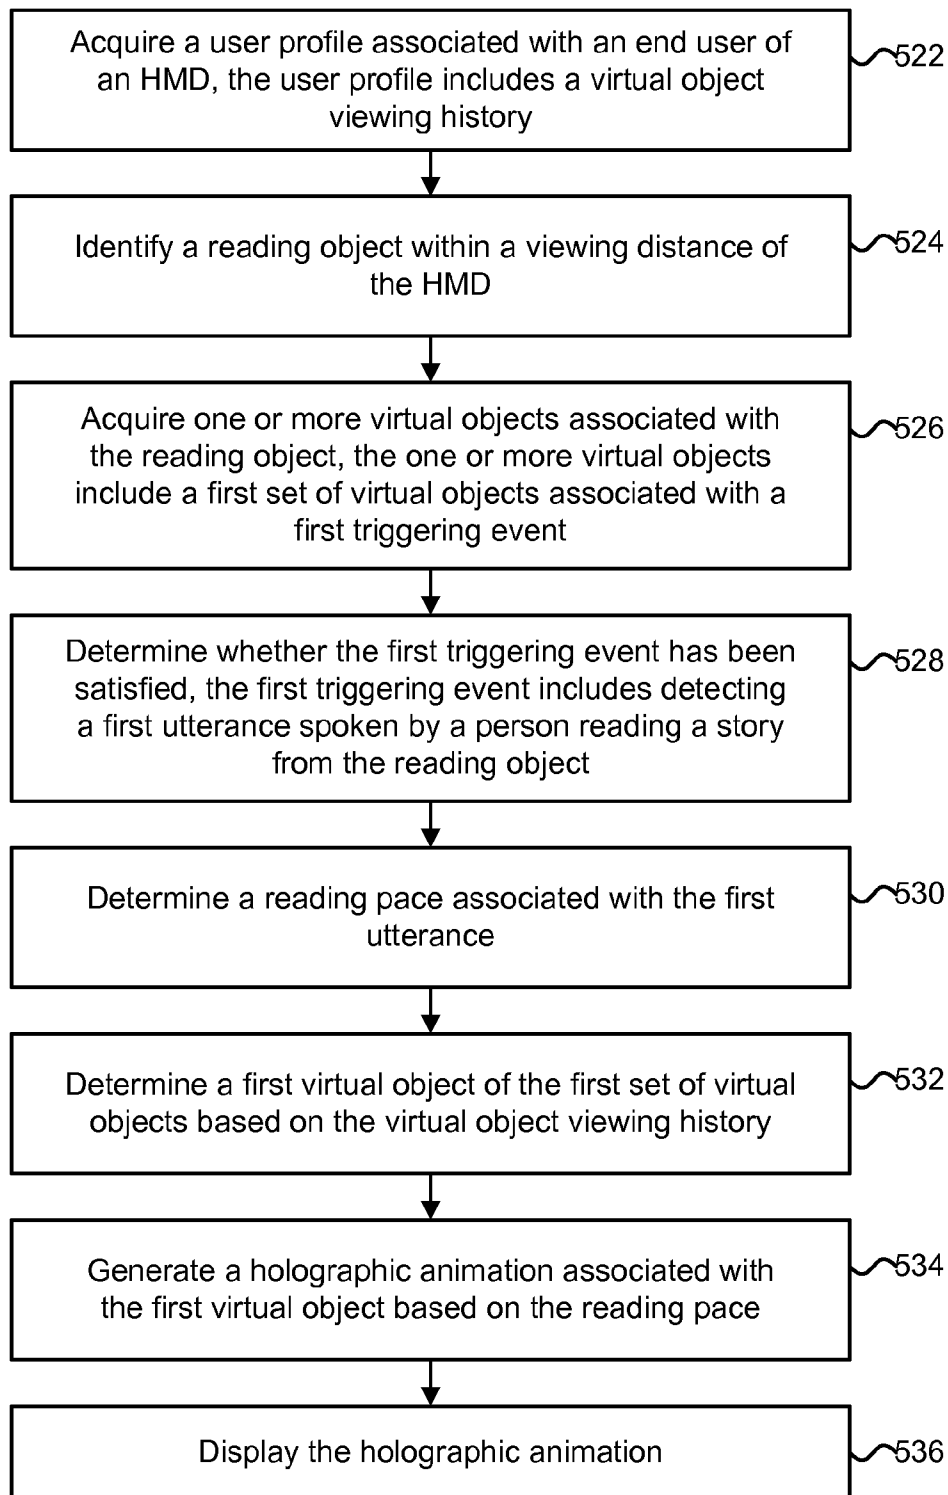 Acquire a user profile associated with an end user of
an HMD, the user profile includes a virtual object
viewing history
522
Identify a reading object within a viewing distance of
the HMD
524
Acquire one or more virtual objects associated with
the reading object, the one or more virtual objects
include a first set of virtual objects associated with a
first triggering event
526
Determine whether the first triggering event has been
satisfied, the first triggering event includes detecting
a first utterance spoken by a person reading a story
from the reading object
528
Determine a reading pace associated with the first
utterance
530
Determine a first virtual object of the first set of virtual
objects based on the virtual object viewing history
532
Generate a holographic animation associated with
the first virtual object based on the reading pace
534
Display the holographic animation
536